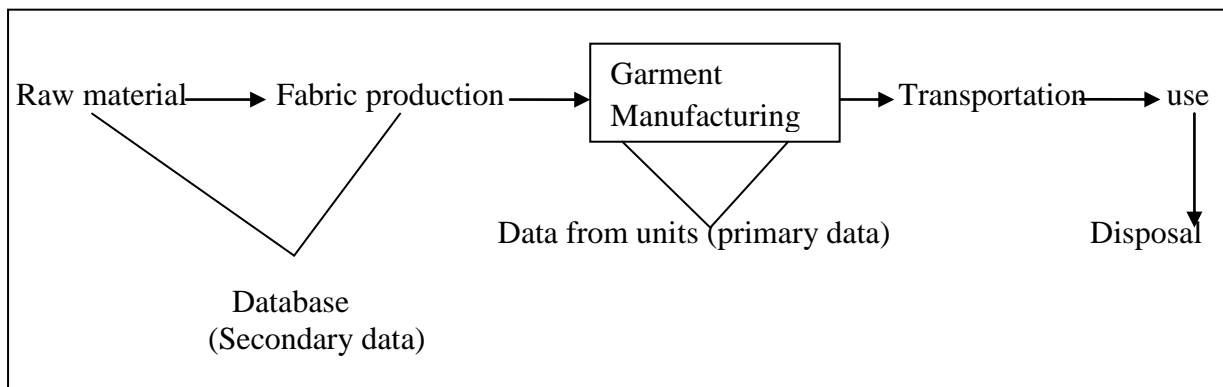 Raw material
Fabric production
Garment
Manufacturing
Transportation
use
Data from units (primary data)
Disposal
Database
(Secondary data)